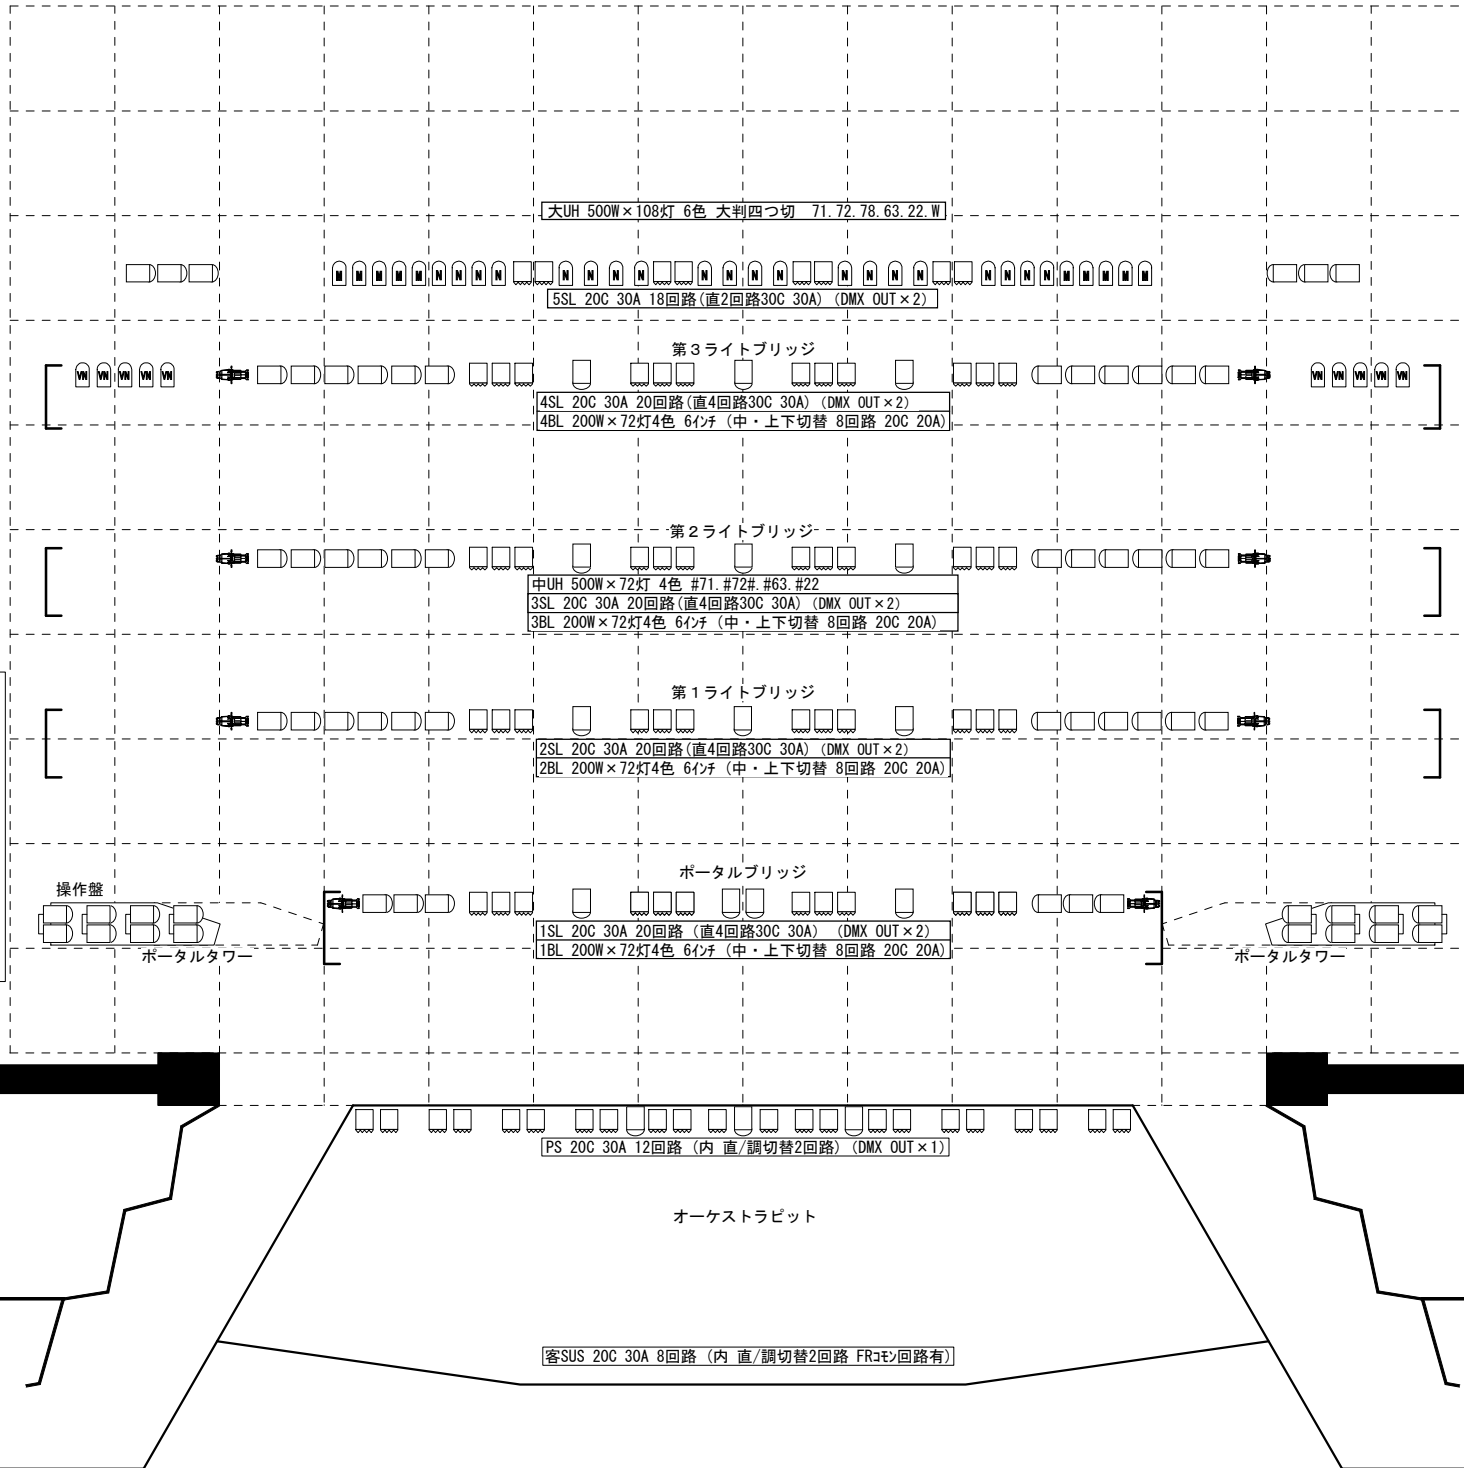 大UH 500W×108灯 6色 大判四つ切 71.72.78.63.22.W
M M M M M N N N N N N N N N N N N N N N N N N N N M M M M M
5SL 20C 30A 18回路(直2回路30C 30A) (DMX OUT×2)
第3ライトブリッジ
VN VN VN VN VN VN VN VN VN VN
4SL 20C 30A 20回路(直4回路30C 30A) (DMX OUT×2)
4BL 200W×72灯4色 6インチ (中・上下切替 8回路 20C 20A)
第2ライトブリッジ
中UH 500W×72灯 4色 #71.#72#.#63.#22
3SL 20C 30A 20回路(直4回路30C 30A) (DMX OUT×2)
3BL 200W×72灯4色 6インチ (中・上下切替 8回路 20C 20A)
第1ライトブリッジ
2SL 20C 30A 20回路(直4回路30C 30A) (DMX OUT×2)
2BL 200W×72灯4色 6インチ (中・上下切替 8回路 20C 20A)
ポータルブリッジ
操作盤
1SL 20C 30A 20回路 (直4回路30C 30A) (DMX OUT×2)
1BL 200W×72灯4色 6インチ (中・上下切替 8回路 20C 20A)
ポータルタワー
ポータルタワー
PS 20C 30A 12回路 (内 直/調切替2回路) (DMX OUT×1)
オーケストラピット
客SUS 20C 30A 8回路 (内 直/調切替2回路 FRコモン回路有)